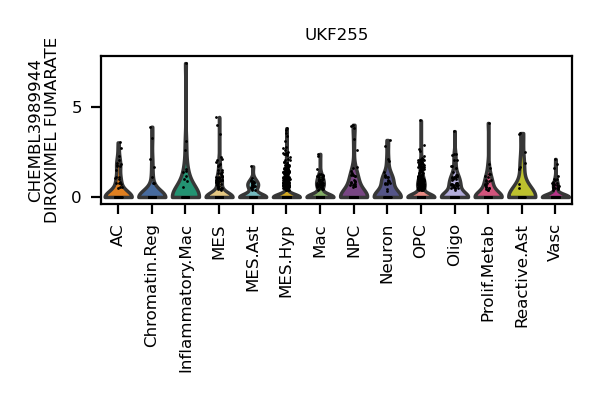 UKF255
CHEMBL3989944
DIROXIMEL FUMARATE
5
0
AC
Chromatin.Reg
Inflammatory.Mac
MES
MES.Ast
MES.Hyp
Mac
NPC
Neuron
OPC
Oligo
Prolif.Metab
Reactive.Ast
Vasc